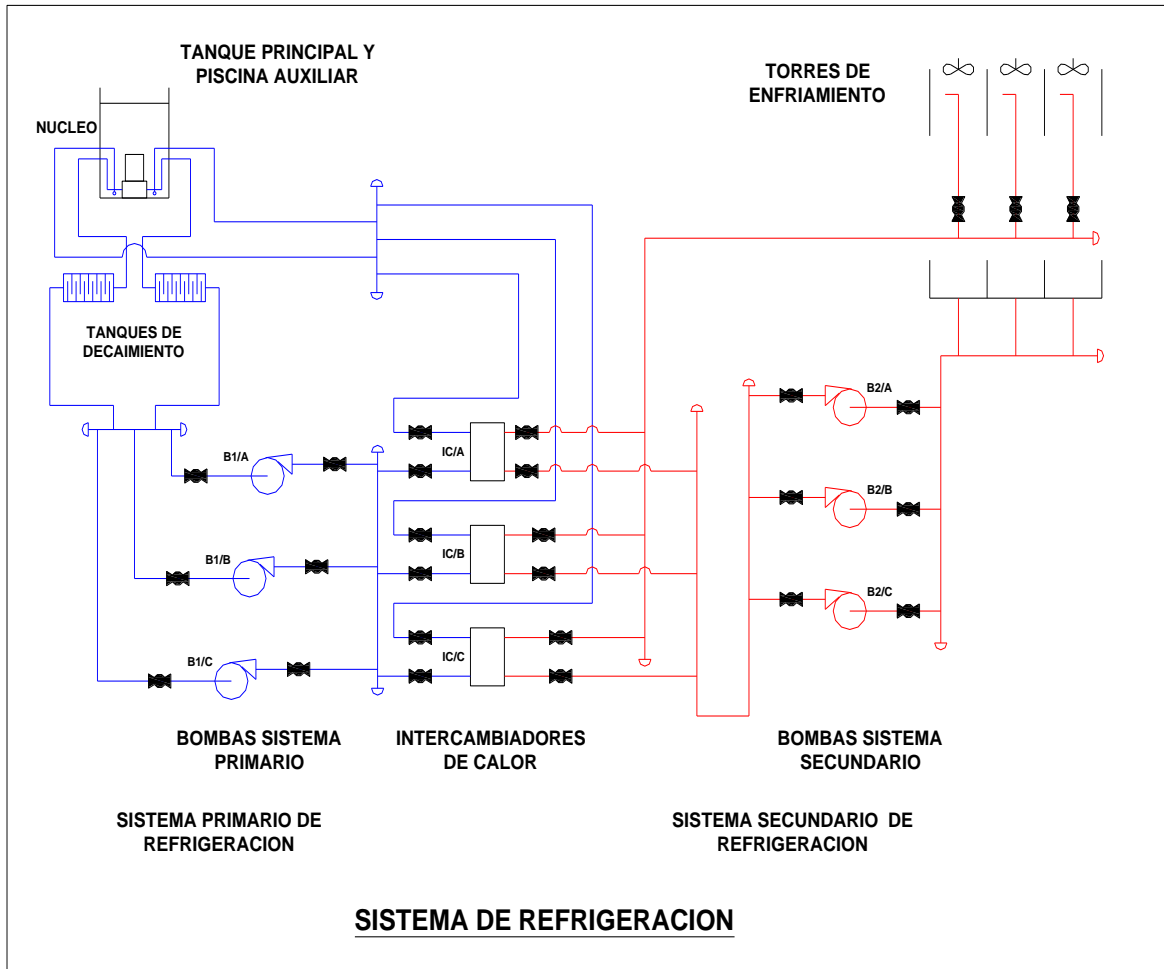 TANQUE PRINCIPAL Y
PISCINA AUXILIAR
TORRES DE
ENFRIAMIENTO
NUCLEO
TANQUES DE
DECAIMIENTO
B2/A
B1/A
IC/A
B2/B
B1/B
IC/B
B2/C
B1/C
IC/C
BOMBAS SISTEMA
PRIMARIO
INTERCAMBIADORES
DE CALOR
BOMBAS SISTEMA
SECUNDARIO
SISTEMA PRIMARIO DE
REFRIGERACION
SISTEMA SECUNDARIO DE
REFRIGERACION
SISTEMA DE REFRIGERACION